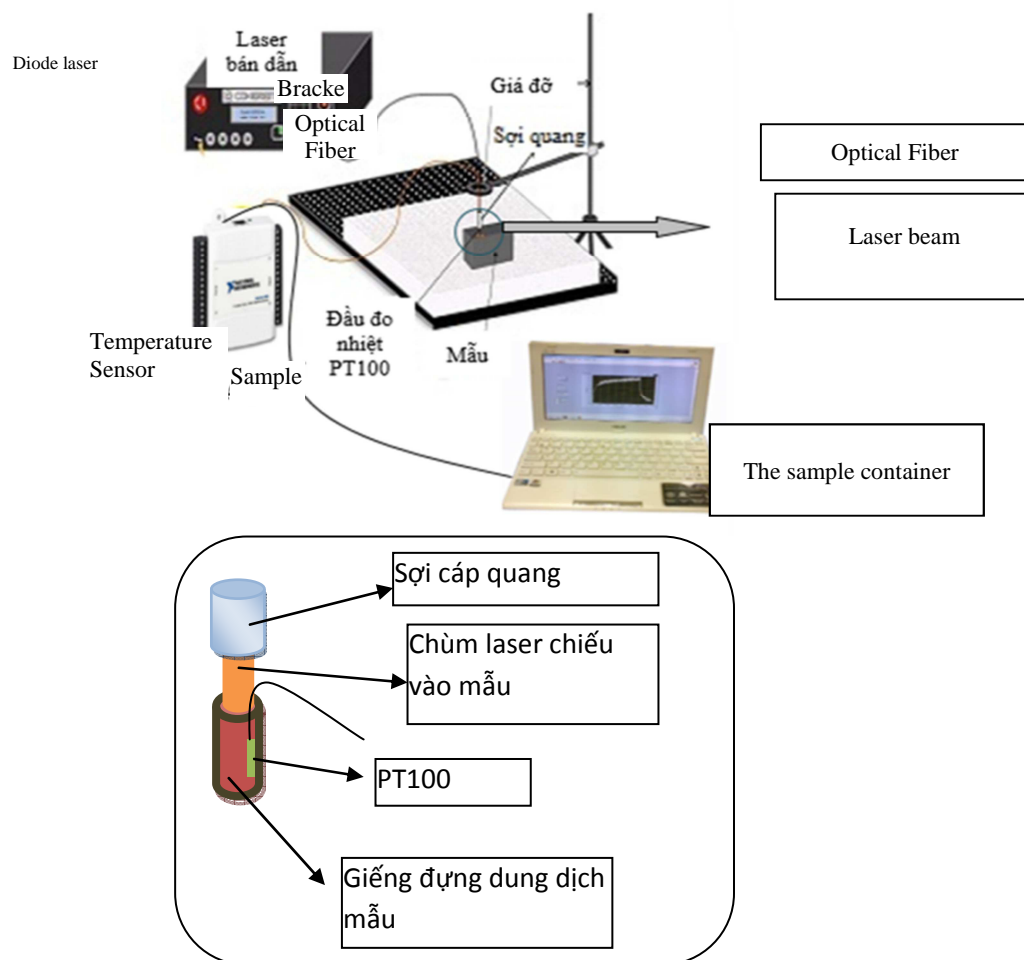 Diode laser
Laser
bán dẫn
Bracke
Optical
Fiber
Giá đỡ
Sợi quang
Optical Fiber
Laser beam
Temperature
Sensor
Sample
Đầu đo
nhiệt
PT100
Mẫu
The sample container
Sợi cáp quang
Chùm laser chiếu
vào mẫu
PT100
Giếng đựng dung dịch
mẫu